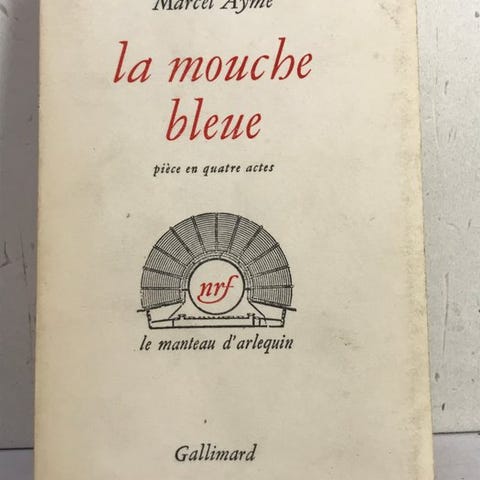 Marcel Aymé
la mouche
bleue
pièce en quatre actes
nrf
le manteau d'arlequin
Gallimard